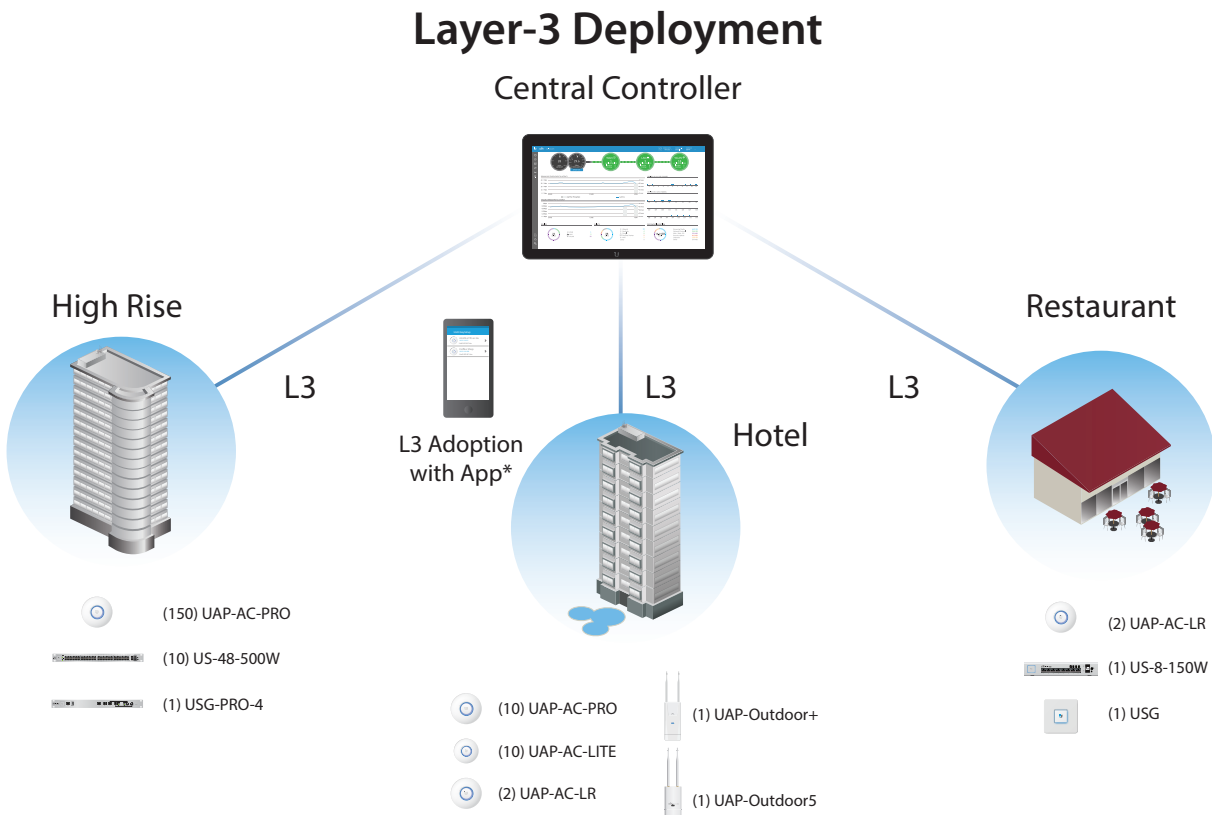 Layer-3 Deployment
Central Controller
High Rise
Restaurant
L3
L3
L3
Hotel
L3 Adoption
with App*
(150) UAP-AC-PRO
(10) US-48-500W
(1) USG-PRO-4
(10) UAP-AC-PRO
(10) UAP-AC-LITE
(2) UAP-AC-LR
(1) UAP-Outdoor+
(1) UAP-Outdoor5
(2) UAP-AC-LR
(1) US-8-150W
(1) USG